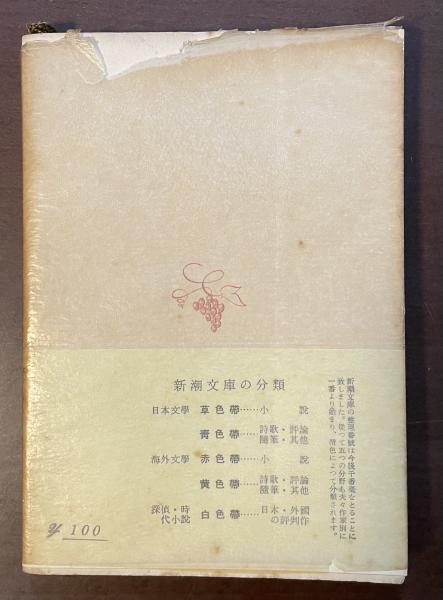 新潮文庫の分類
日本文學 草色帶……小說
靑色帶……詩歌・評論
隨筆・其他
海外文學 赤色帶……小說
黃色帶……詩歌・評論
隨筆・其他
探偵・時代小說 白色帶……日本・外國の評判作
新潮文庫の整理番號は今後千番臺をとることに
致しました。從つて五つの分野も夫々作家別に
一番より始まり、帶色によつて分類されます。
¥ 100